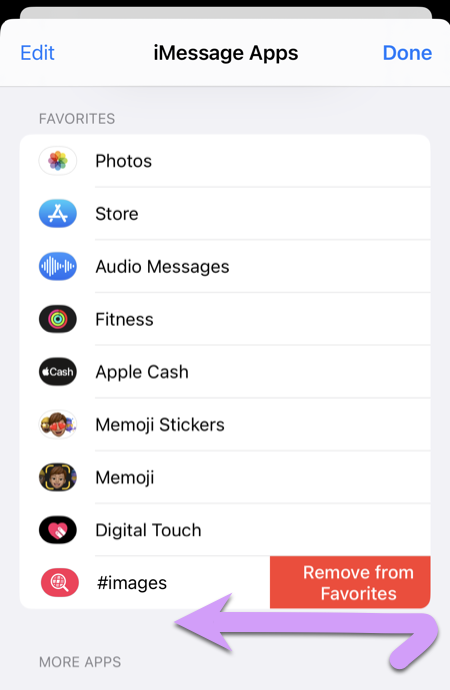 Edit
iMessage Apps
Done
FAVORITES
Photos
Store
Audio Messages
Fitness
Cash
Apple Cash
Memoji Stickers
Memoji
Digital Touch
#images
Remove from
Favorites
MORE APPS